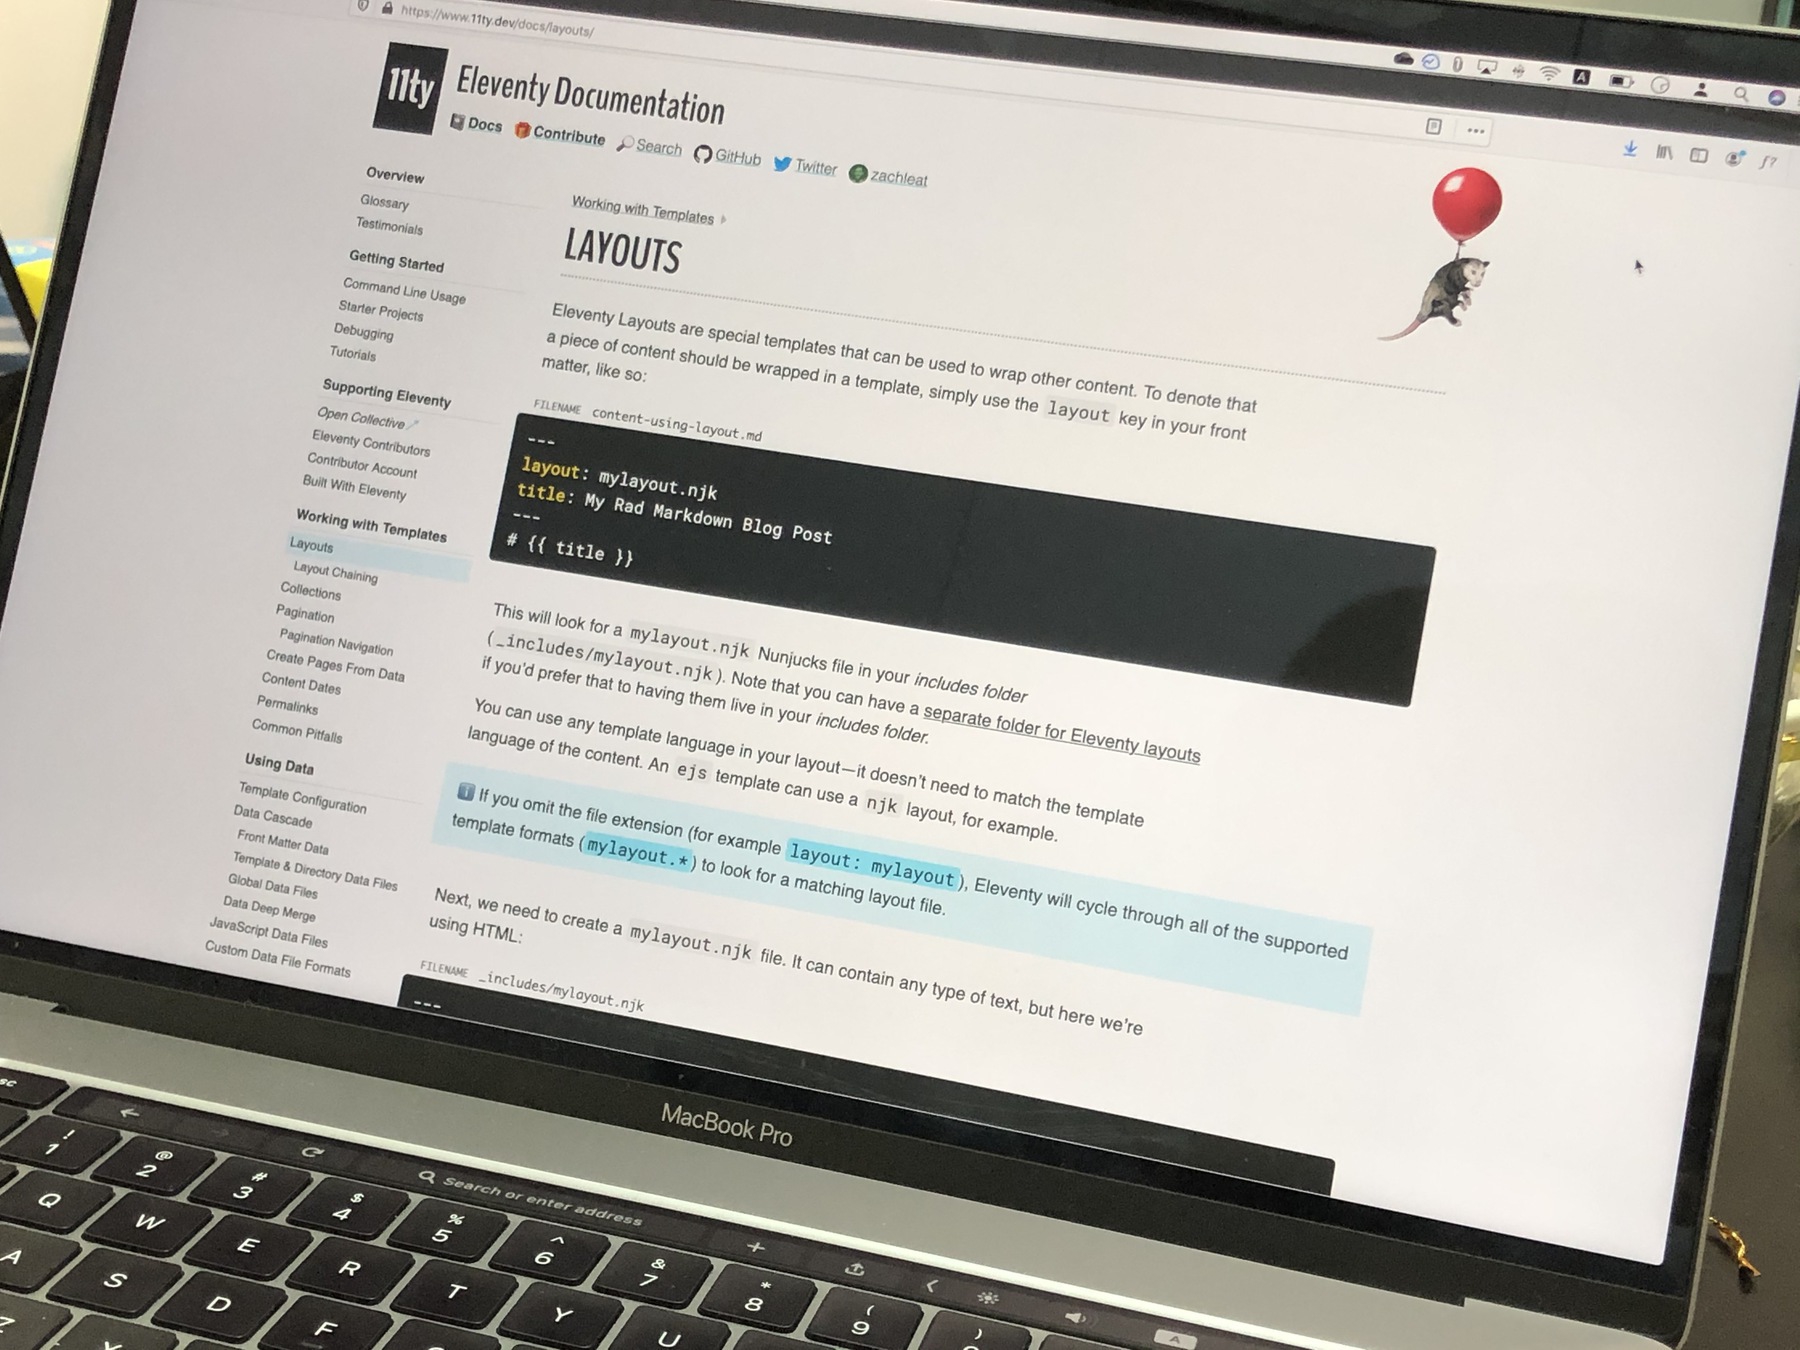 https://www.11ty.dev/docs/layouts/
11ty
Eleventy Documentation
Docs Contribute Search GitHub Twitter zachleat
Overview
Glossary
Testimonials
Getting Started
Command Line Usage
Starter Projects
Debugging
Tutorials
Supporting Eleventy
Open Collective
Eleventy Contributors
Contributor Account
Built With Eleventy
Working with Templates
Layouts
Layout Chaining
Collections
Pagination
Pagination Navigation
Create Pages From Data
Content Dates
Permalinks
Common Pitfalls
Using Data
Template Configuration
Data Cascade
Front Matter Data
Template & Directory Data Files
Global Data Files
Data Deep Merge
JavaScript Data Files
Custom Data File Formats
Working with Templates
LAYOUTS
Eleventy Layouts are special templates that can be used to wrap other content. To denote that
a piece of content should be wrapped in a template, simply use the layout key in your front
matter, like so:
FILENAME content-using-layout.md
---
layout: mylayout.njk
title: My Rad Markdown Blog Post
---
# {{ title }}
This will look for a mylayout.njk Nunjucks file in your includes folder
(_includes/mylayout.njk). Note that you can have a separate folder for Eleventy layouts
if you'd prefer that to having them live in your includes folder.
You can use any template language in your layout—it doesn't need to match the template
language of the content. An ejs template can use a njk layout, for example.
If you omit the file extension (for example layout: mylayout), Eleventy will cycle through all of the supported
template formats (mylayout.*) to look for a matching layout file.
Next, we need to create a mylayout.njk file. It can contain any type of text, but here we're
using HTML:
FILENAME _includes/mylayout.njk
---
MacBook Pro
Search or enter address
! @ # $ % ^ & * ( )
1 2 3 4 5 6 7 8 9
Q W E R T Y U
A S D F
Z